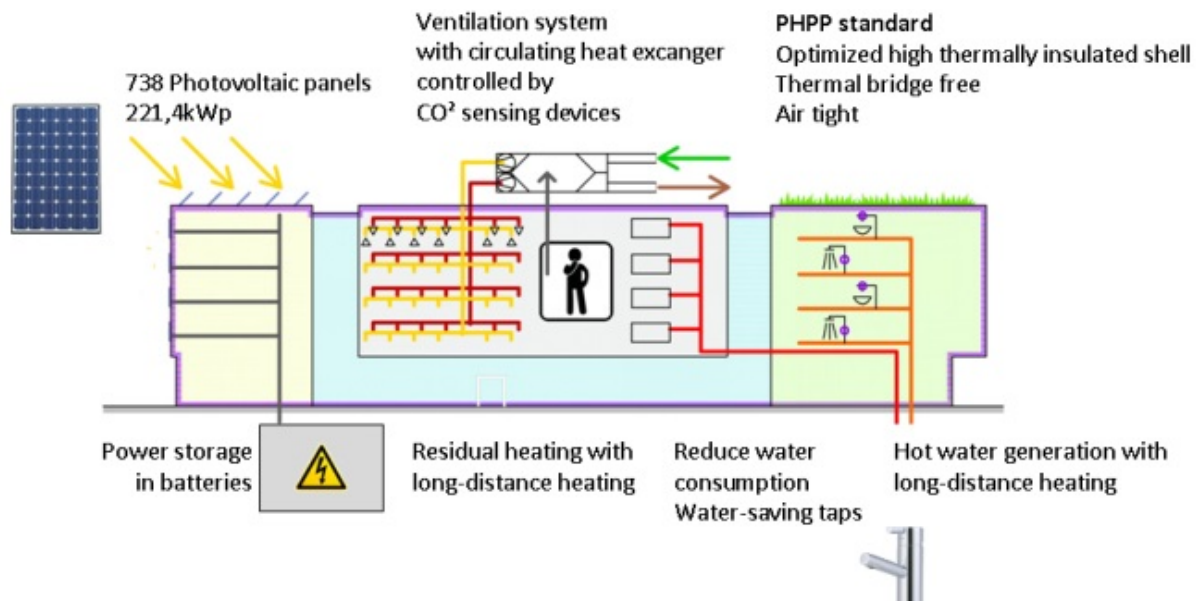 738 Photovoltaic panels
221,4kWp
Ventilation system
with circulating heat excanger
controlled by
CO² sensing devices
PHPP standard
Optimized high thermally insulated shell
Thermal bridge free
Air tight
Power storage
in batteries
Residual heating with
long-distance heating
Reduce water
consumption
Water-saving taps
Hot water generation with
long-distance heating